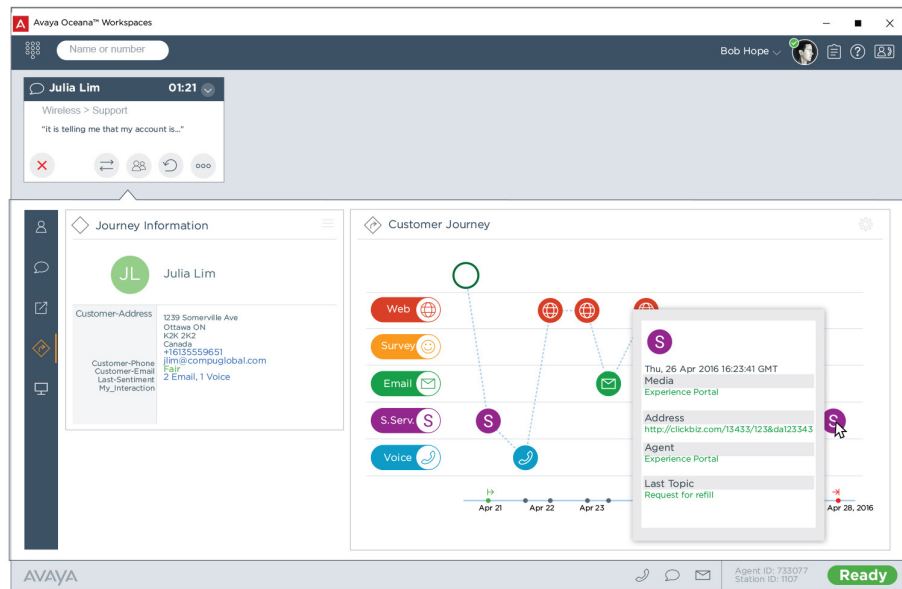 Avaya Oceana™ Workspaces
Name or number
Bob Hope
Julia Lim 01:21
Wireless > Support
"it is telling me that my account is..."
Journey Information
JL
Julia Lim
Customer-Address
1239 Somerville Ave
Ottawa ON
K2K 2K2
Canada
Customer-Phone +16135559651
Customer-Email jlim@compuglobal.com
Last-Sentiment Fair
My_Interaction 2 Email, 1 Voice
Customer Journey
Web
Survey
Email
S.Serv. S
Voice
S
S
Apr 21 Apr 22 Apr 23 Apr 28, 2016
S
Thu, 26 Apr 2016 16:23:41 GMT
Media
Experience Portal
Address
http://clickbiz.com/13433/123&da123343
Agent
Experience Portal
Last Topic
Request for refill
AVAYA
Agent ID: 733077
Station ID: 1107
Ready